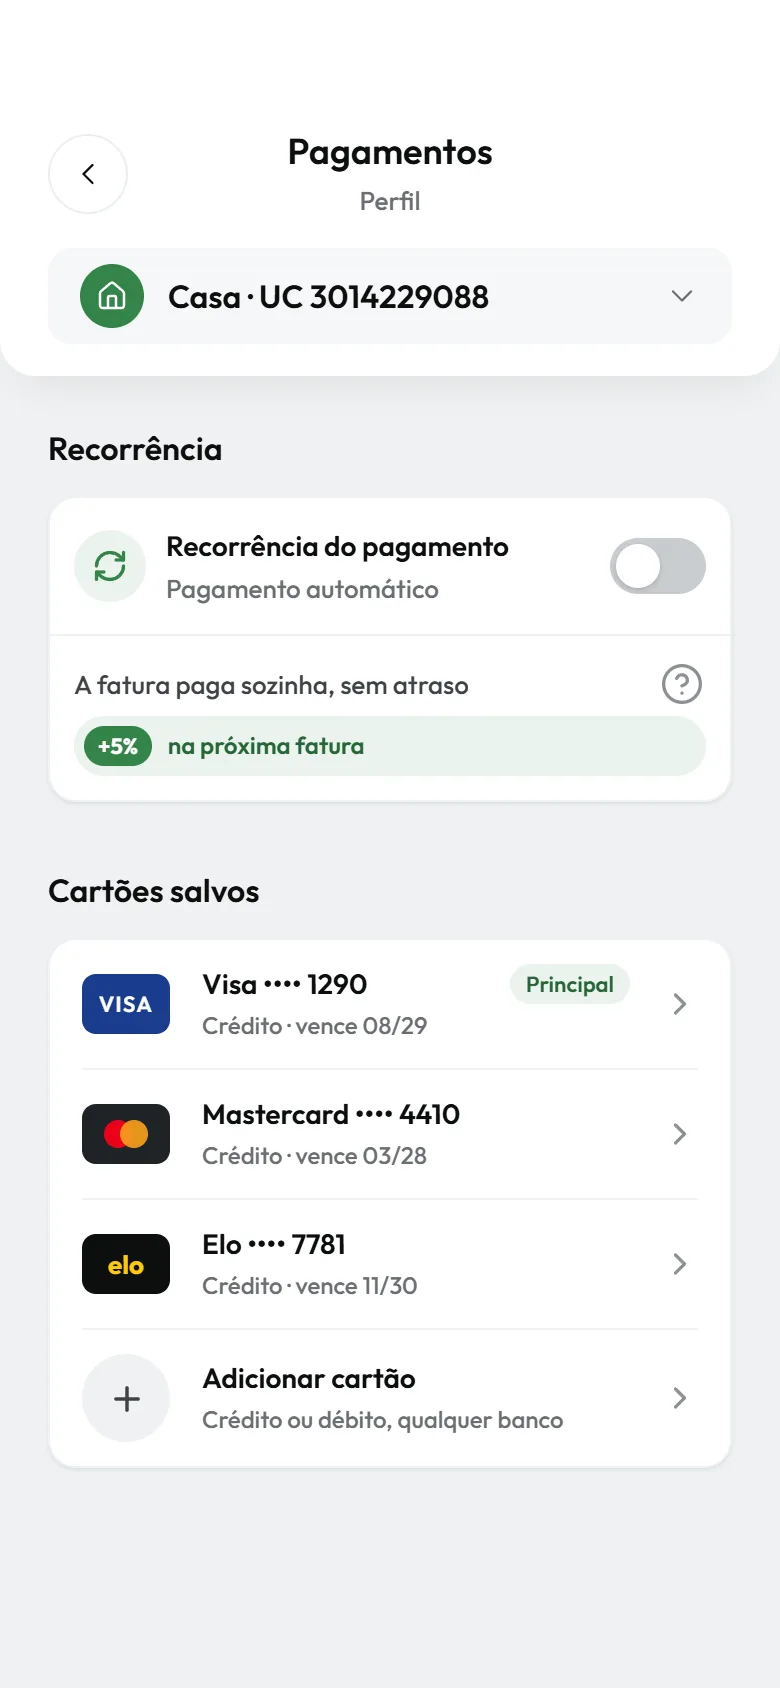 Pagamentos
Perfil
Casa · UC 3014229088
Recorrência
Recorrência do pagamento
Pagamento automático
A fatura paga sozinha, sem atraso
+5% na próxima fatura
Cartões salvos
VISA
Visa •••• 1290
Principal
Crédito · vence 08/29
Mastercard •••• 4410
Crédito · vence 03/28
elo
Elo •••• 7781
Crédito · vence 11/30
Adicionar cartão
Crédito ou débito, qualquer banco